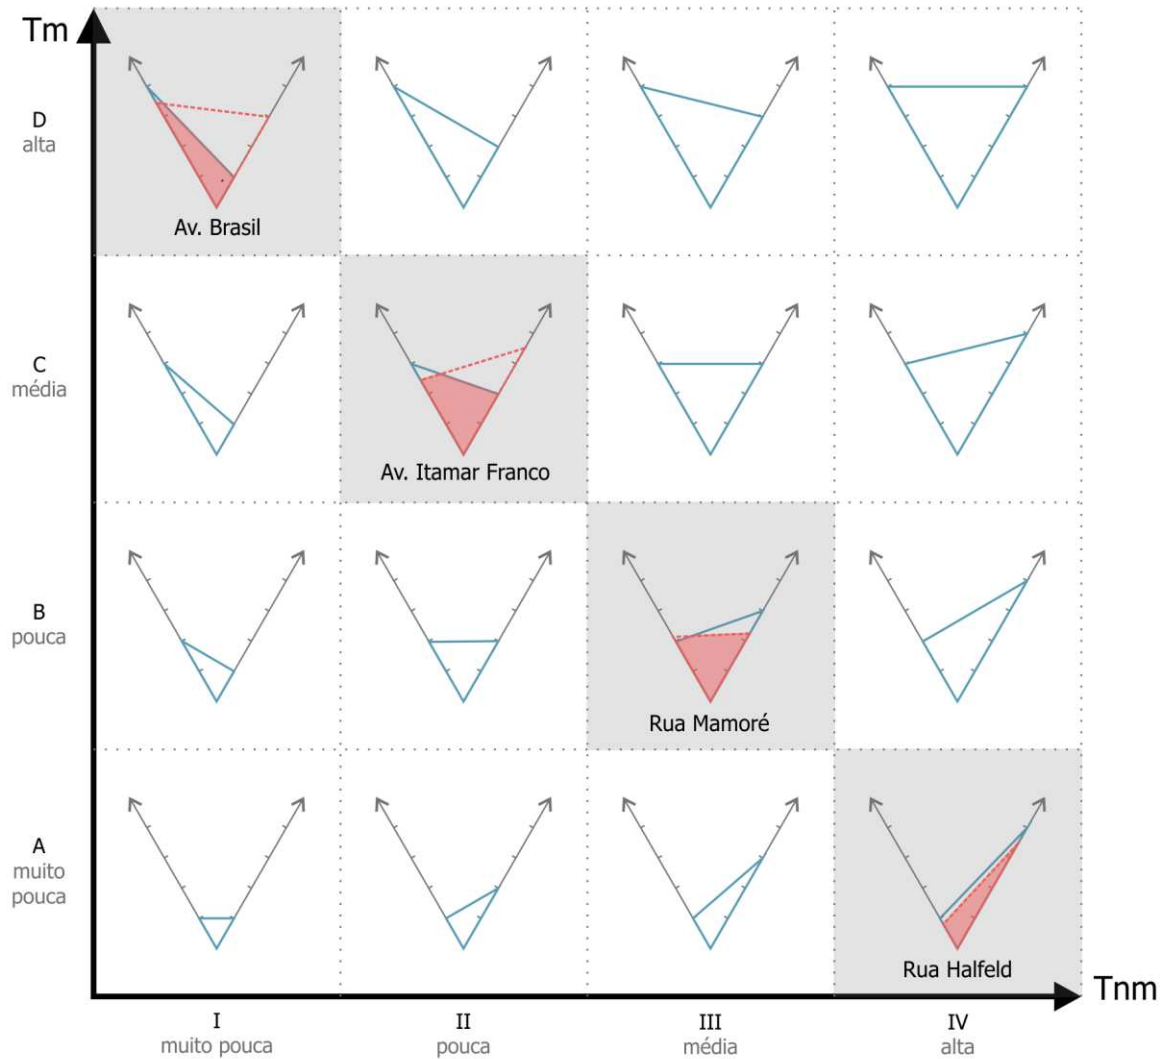 Tm
D
alta
Av. Brasil
C
média
Av. Itamar Franco
B
pouca
Rua Mamoré
A
muito
pouca
Rua Halfeld
Tnm
I
II
III
IV
muito pouca
pouca
média
alta